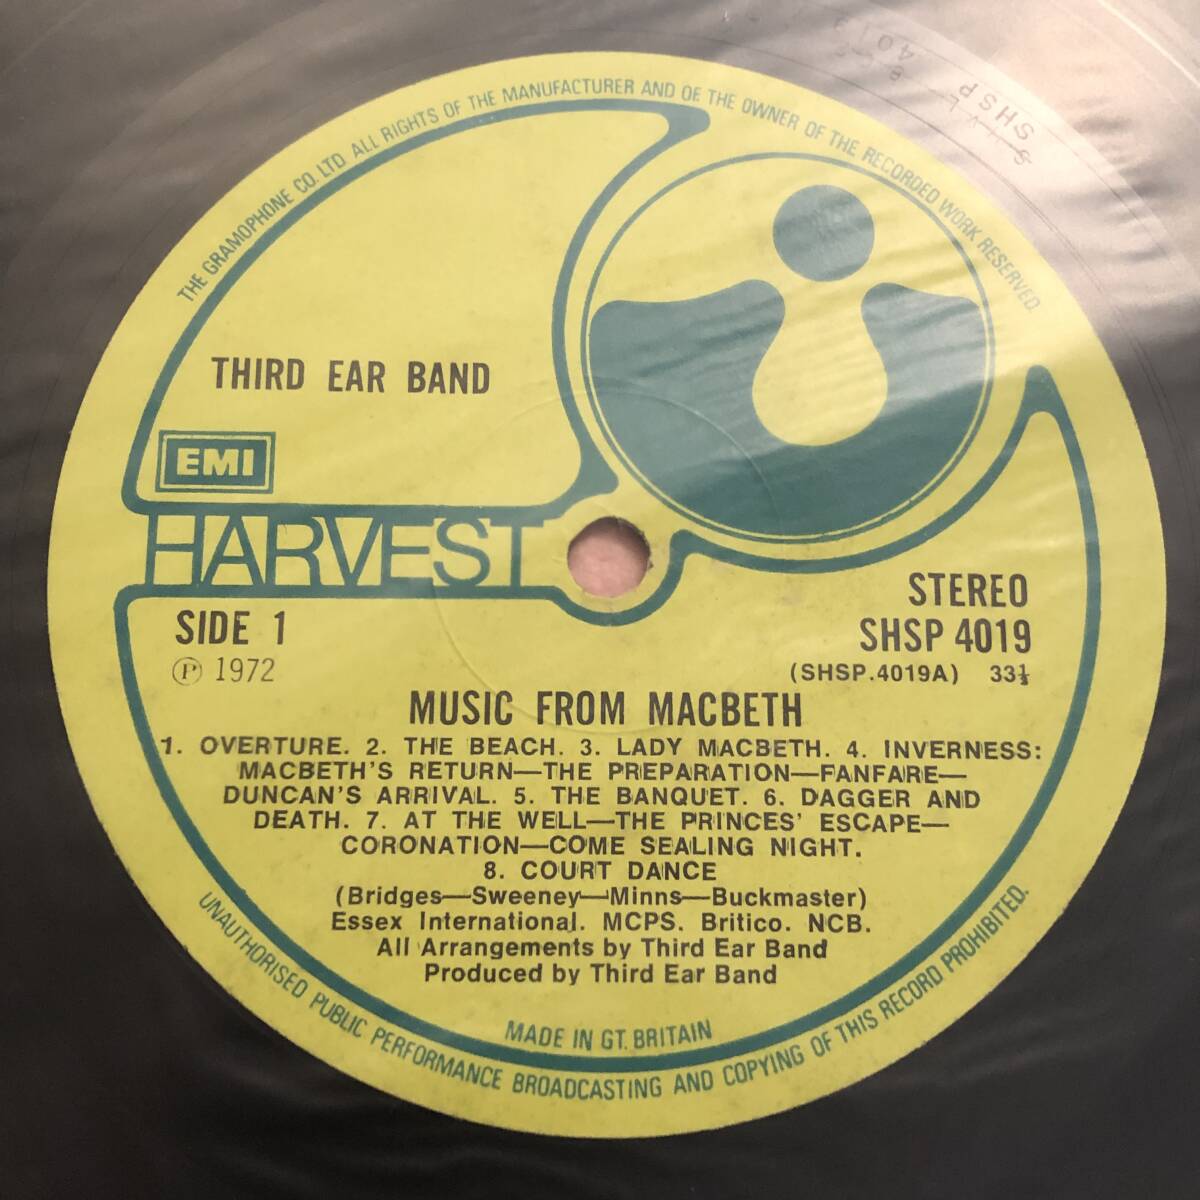 THE GRAMOPHONE CO. LTD. ALL RIGHTS OF THE MANUFACTURER AND OF THE OWNER OF THE RECORDED WORK RESERVED.
SHSP
4019
THIRD EAR BAND
EMI
HARVEST
SIDE 1
Ⓟ 1972
STEREO
SHSP 4019
(SHSP.4019A) 33⅓
MUSIC FROM MACBETH
1. OVERTURE. 2. THE BEACH. 3. LADY MACBETH. 4. INVERNESS:
MACBETH'S RETURN—THE PREPARATION—FANFARE—
DUNCAN'S ARRIVAL. 5. THE BANQUET. 6. DAGGER AND
DEATH. 7. AT THE WELL—THE PRINCES' ESCAPE—
CORONATION—COME SEALING NIGHT.
8. COURT DANCE
(Bridges—Sweeney—Minns—Buckmaster)
Essex International. MCPS. Britico. NCB.
All Arrangements by Third Ear Band
Produced by Third Ear Band
MADE IN GT. BRITAIN
UNAUTHORISED PUBLIC PERFORMANCE BROADCASTING AND COPYING OF THIS RECORD PROHIBITED.